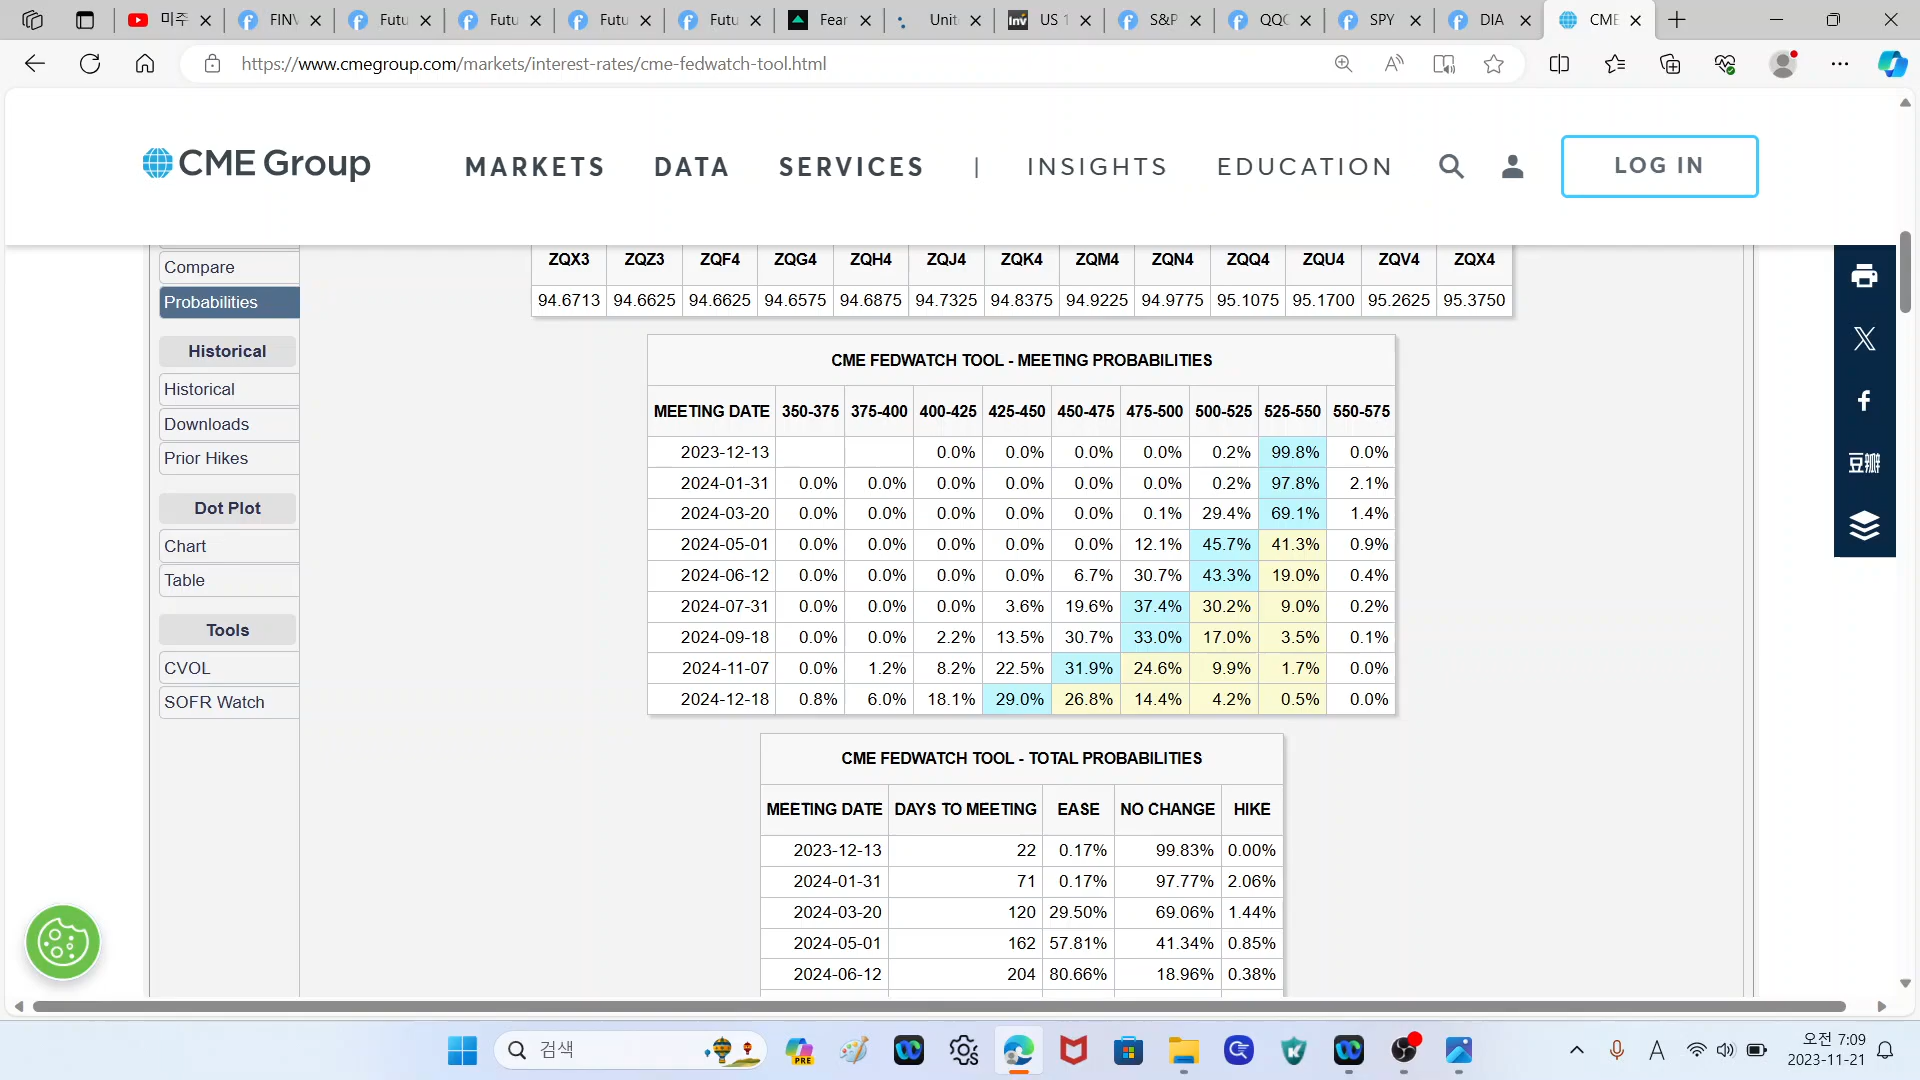 미주
FINV
Futu
Futu
Futu
Futu
Fear
Unite
Inv US 1
S&P
QQQ
SPY
DIA
CME
https://www.cmegroup.com/markets/interest-rates/cme-fedwatch-tool.html
CME Group MARKETS DATA SERVICES | INSIGHTS EDUCATION LOG IN
Compare
Probabilities
Historical
Historical
Downloads
Prior Hikes
Dot Plot
Chart
Table
Tools
CVOL
SOFR Watch
ZQX3 ZQZ3 ZQF4 ZQG4 ZQH4 ZQJ4 ZQK4 ZQM4 ZQN4 ZQQ4 ZQU4 ZQV4 ZQX4
94.6713 94.6625 94.6625 94.6575 94.6875 94.7325 94.8375 94.9225 94.9775 95.1075 95.1700 95.2625 95.3750
CME FEDWATCH TOOL - MEETING PROBABILITIES
MEETING DATE 350-375 375-400 400-425 425-450 450-475 475-500 500-525 525-550 550-575
2023-12-13 0.0% 0.0% 0.0% 0.0% 0.2% 99.8% 0.0%
2024-01-31 0.0% 0.0% 0.0% 0.0% 0.0% 0.0% 0.2% 97.8% 2.1%
2024-03-20 0.0% 0.0% 0.0% 0.0% 0.0% 0.1% 29.4% 69.1% 1.4%
2024-05-01 0.0% 0.0% 0.0% 0.0% 0.0% 12.1% 45.7% 41.3% 0.9%
2024-06-12 0.0% 0.0% 0.0% 0.0% 6.7% 30.7% 43.3% 19.0% 0.4%
2024-07-31 0.0% 0.0% 0.0% 3.6% 19.6% 37.4% 30.2% 9.0% 0.2%
2024-09-18 0.0% 0.0% 2.2% 13.5% 30.7% 33.0% 17.0% 3.5% 0.1%
2024-11-07 0.0% 1.2% 8.2% 22.5% 31.9% 24.6% 9.9% 1.7% 0.0%
2024-12-18 0.8% 6.0% 18.1% 29.0% 26.8% 14.4% 4.2% 0.5% 0.0%
CME FEDWATCH TOOL - TOTAL PROBABILITIES
MEETING DATE DAYS TO MEETING EASE NO CHANGE HIKE
2023-12-13 22 0.17% 99.83% 0.00%
2024-01-31 71 0.17% 97.77% 2.06%
2024-03-20 120 29.50% 69.06% 1.44%
2024-05-01 162 57.81% 41.34% 0.85%
2024-06-12 204 80.66% 18.96% 0.38%
豆瓣
검색
PRE
A
오전 7:09
2023-11-21